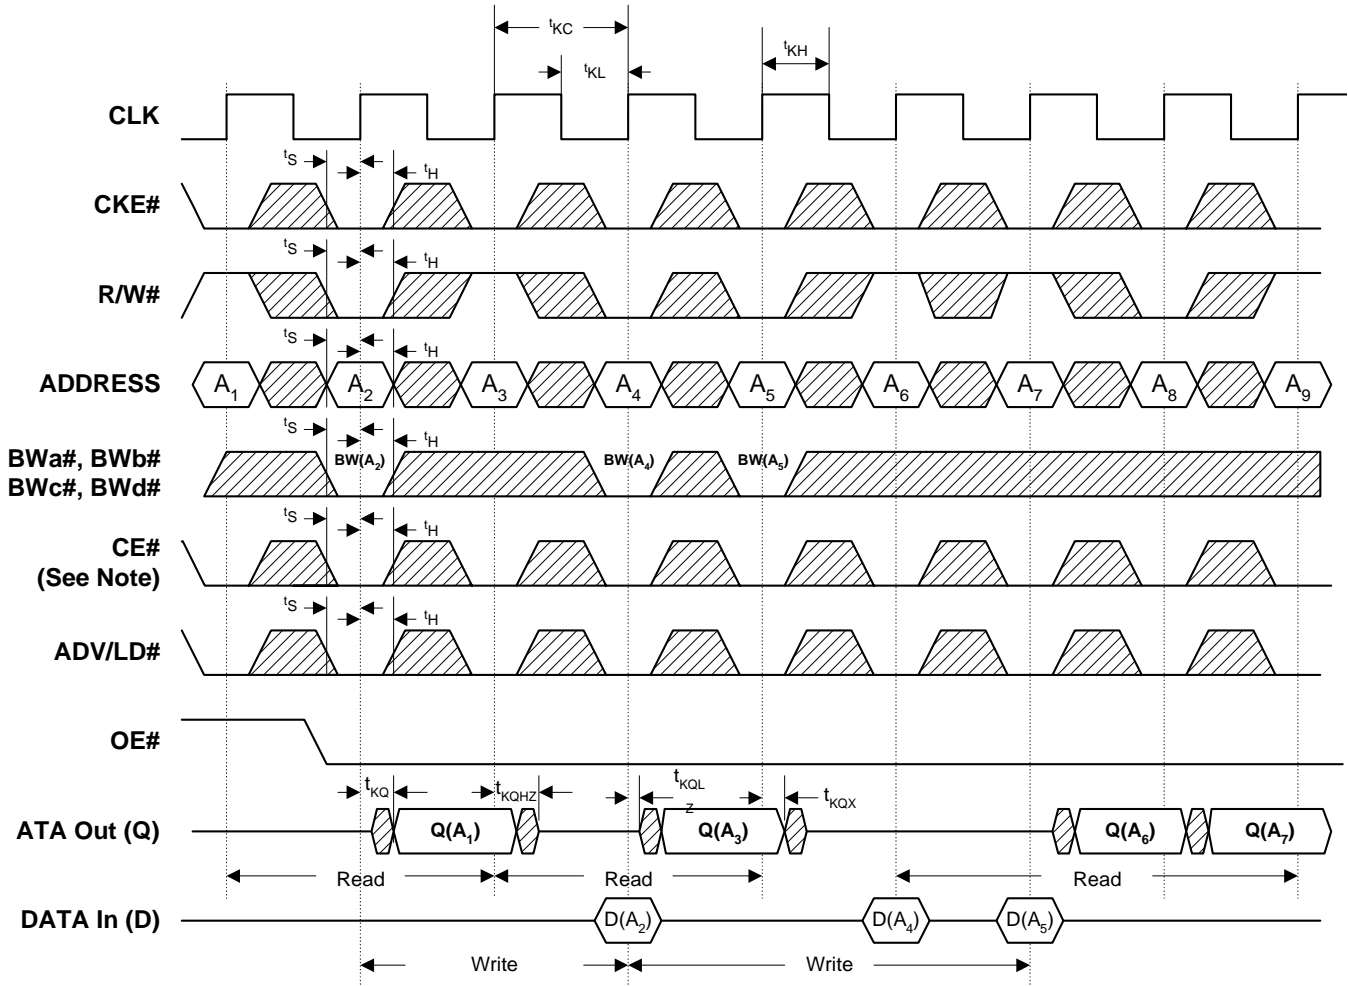 tKC
tKL
tKH
CLK
tS
tH
CKE#
tS
tH
R/W#
tS
tH
ADDRESS
A1
A2
A3
A4
A5
A6
A7
A8
A9
tS
tH
BWa#, BWb#
BWc#, BWd#
BW(A2)
BW(A4)
BW(A5)
tS
tH
CE#
(See Note)
tS
tH
ADV/LD#
OE#
tKQ
tKQHZ
tKQL
Z
tKQX
ATA Out (Q)
Q(A1)
Q(A3)
Q(A6)
Q(A7)
Read
Read
Read
DATA In (D)
D(A2)
D(A4)
D(A5)
Write
Write